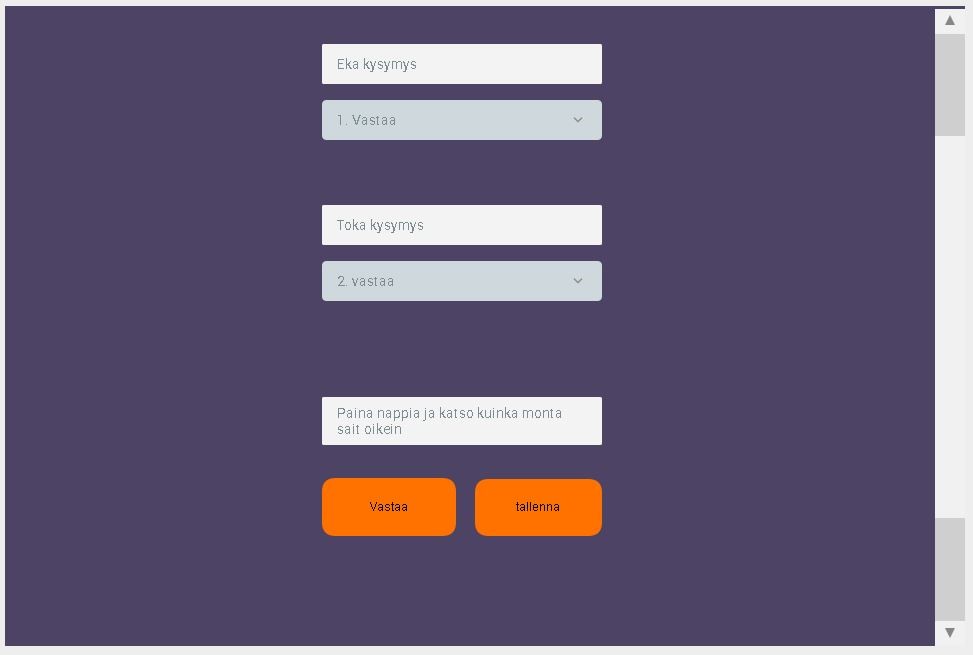 Eka kysymys
1. Vastaa
Toka kysymys
2. vastaa
Paina nappia ja katso kuinka monta
sait oikein
Vastaa
tallenna